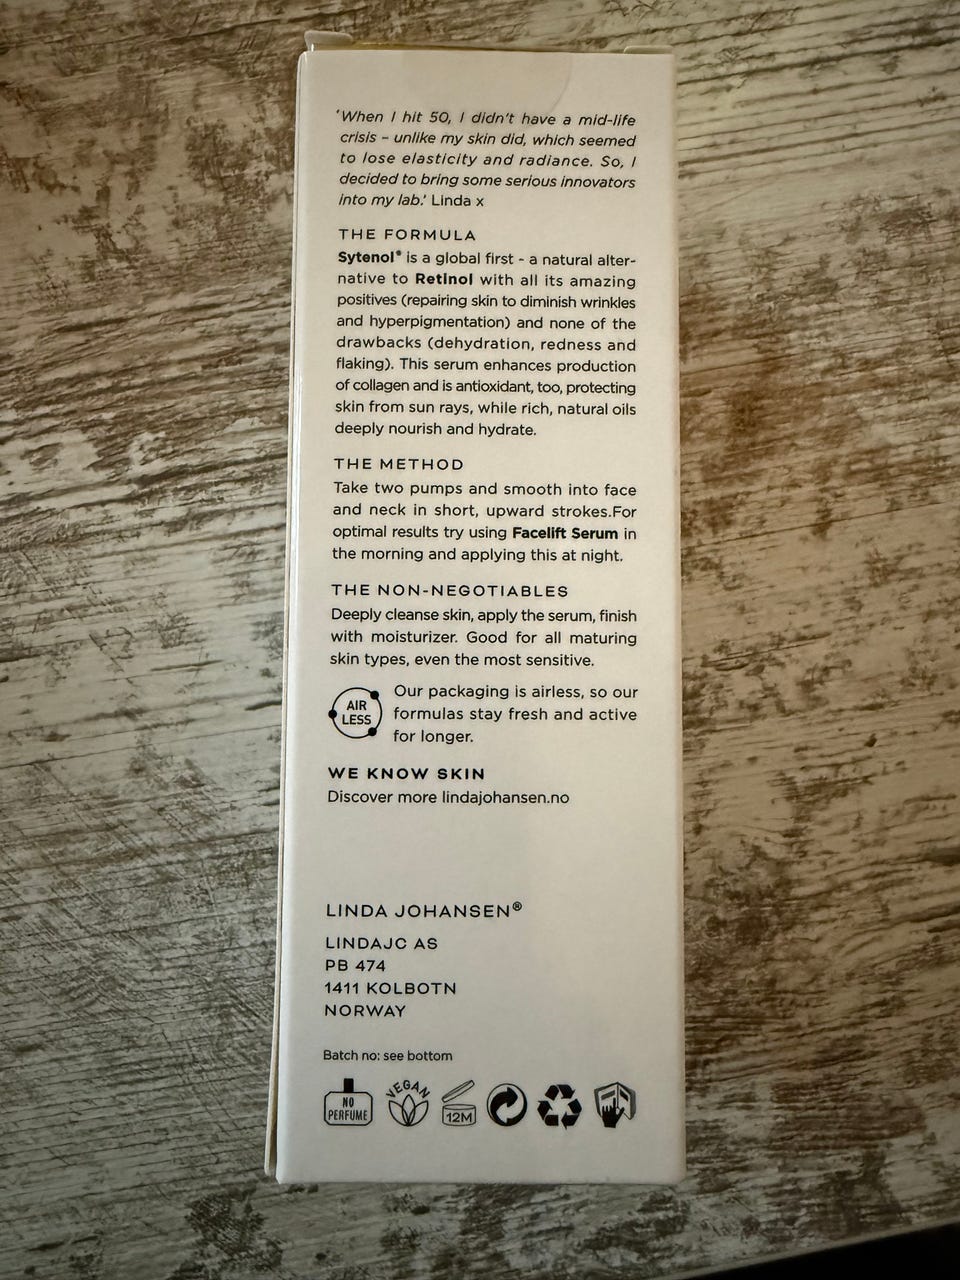 ‘When I hit 50, I didn't have a mid-life
crisis – unlike my skin did, which seemed
to lose elasticity and radiance. So, I
decided to bring some serious innovators
into my lab.’ Linda x
THE FORMULA
Sytenol® is a global first - a natural alter-
native to Retinol with all its amazing
positives (repairing skin to diminish wrinkles
and hyperpigmentation) and none of the
drawbacks (dehydration, redness and
flaking). This serum enhances production
of collagen and is antioxidant, too, protecting
skin from sun rays, while rich, natural oils
deeply nourish and hydrate.
THE METHOD
Take two pumps and smooth into face
and neck in short, upward strokes.For
optimal results try using Facelift Serum in
the morning and applying this at night.
THE NON-NEGOTIABLES
Deeply cleanse skin, apply the serum, finish
with moisturizer. Good for all maturing
skin types, even the most sensitive.
AIR
LESS
Our packaging is airless, so our
formulas stay fresh and active
for longer.
WE KNOW SKIN
Discover more lindajohansen.no
LINDA JOHANSEN®
LINDAJC AS
PB 474
1411 KOLBOTN
NORWAY
Batch no: see bottom
NO
PERFUME
VEGAN
12M